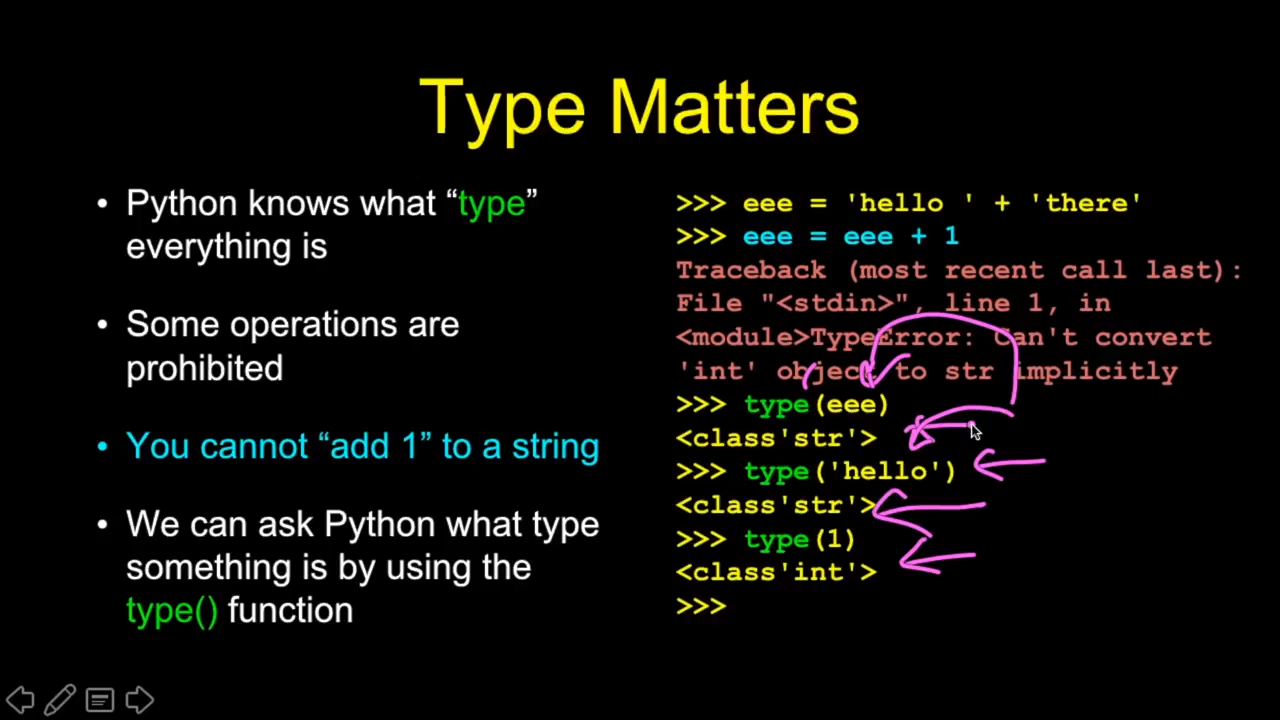 Type Matters
• Python knows what “type”
everything is
• Some operations are
prohibited
• You cannot “add 1” to a string
• We can ask Python what type
something is by using the
type() function
>>> eee = 'hello ' + 'there'
>>> eee = eee + 1
Traceback (most recent call last):
File "<stdin>", line 1, in
<module>TypeError: Can't convert
'int' object to str implicitly
>>> type(eee)
<class'str'>
>>> type('hello')
<class'str'>
>>> type(1)
<class'int'>
>>>